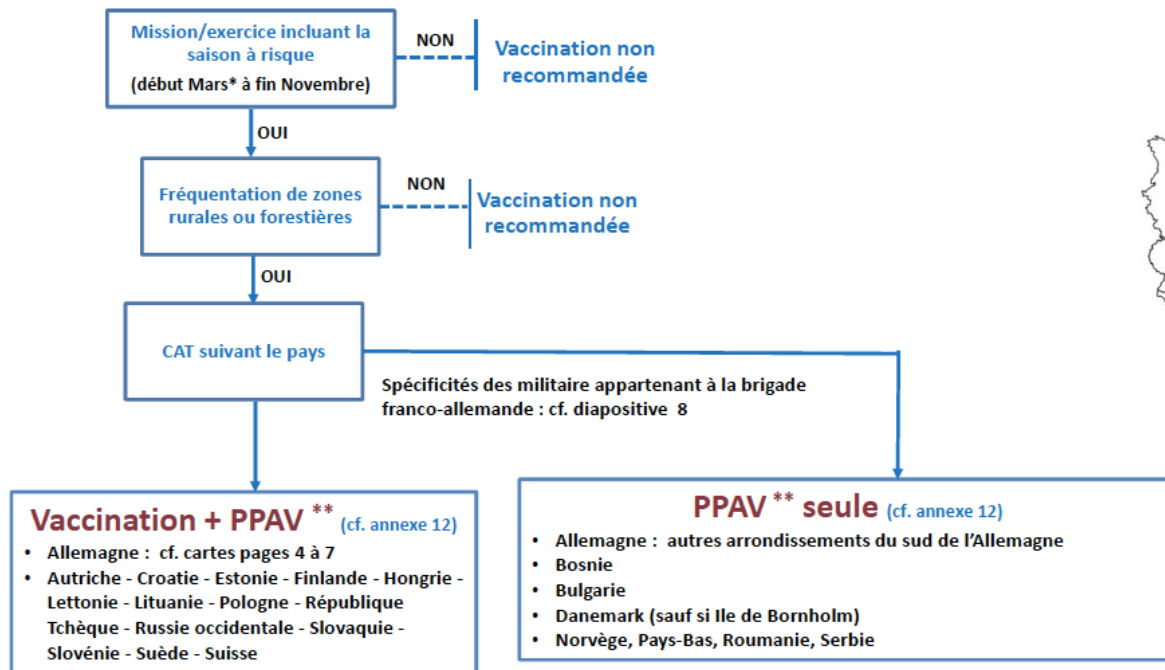 Mission/exercice incluant la
saison à risque
(début Mars* à fin Novembre)
NON
Vaccination non
recommandée
OUI
Fréquentation de zones
rurales ou forestières
NON
Vaccination non
recommandée
OUI
CAT suivant le pays
Spécificités des militaire appartenant à la brigade
franco-allemande : cf. diapositive 8
Vaccination + PPAV ** (cf. annexe 12)
• Allemagne : cf. cartes pages 4 à 7
• Autriche - Croatie - Estonie - Finlande - Hongrie -
Lettonie - Lituanie - Pologne - République
Tchèque - Russie occidentale - Slovaquie -
Slovénie - Suède - Suisse
PPAV ** seule (cf. annexe 12)
• Allemagne : autres arrondissements du sud de l’Allemagne
• Bosnie
• Bulgarie
• Danemark (sauf si Ile de Bornholm)
• Norvège, Pays-Bas, Roumanie, Serbie